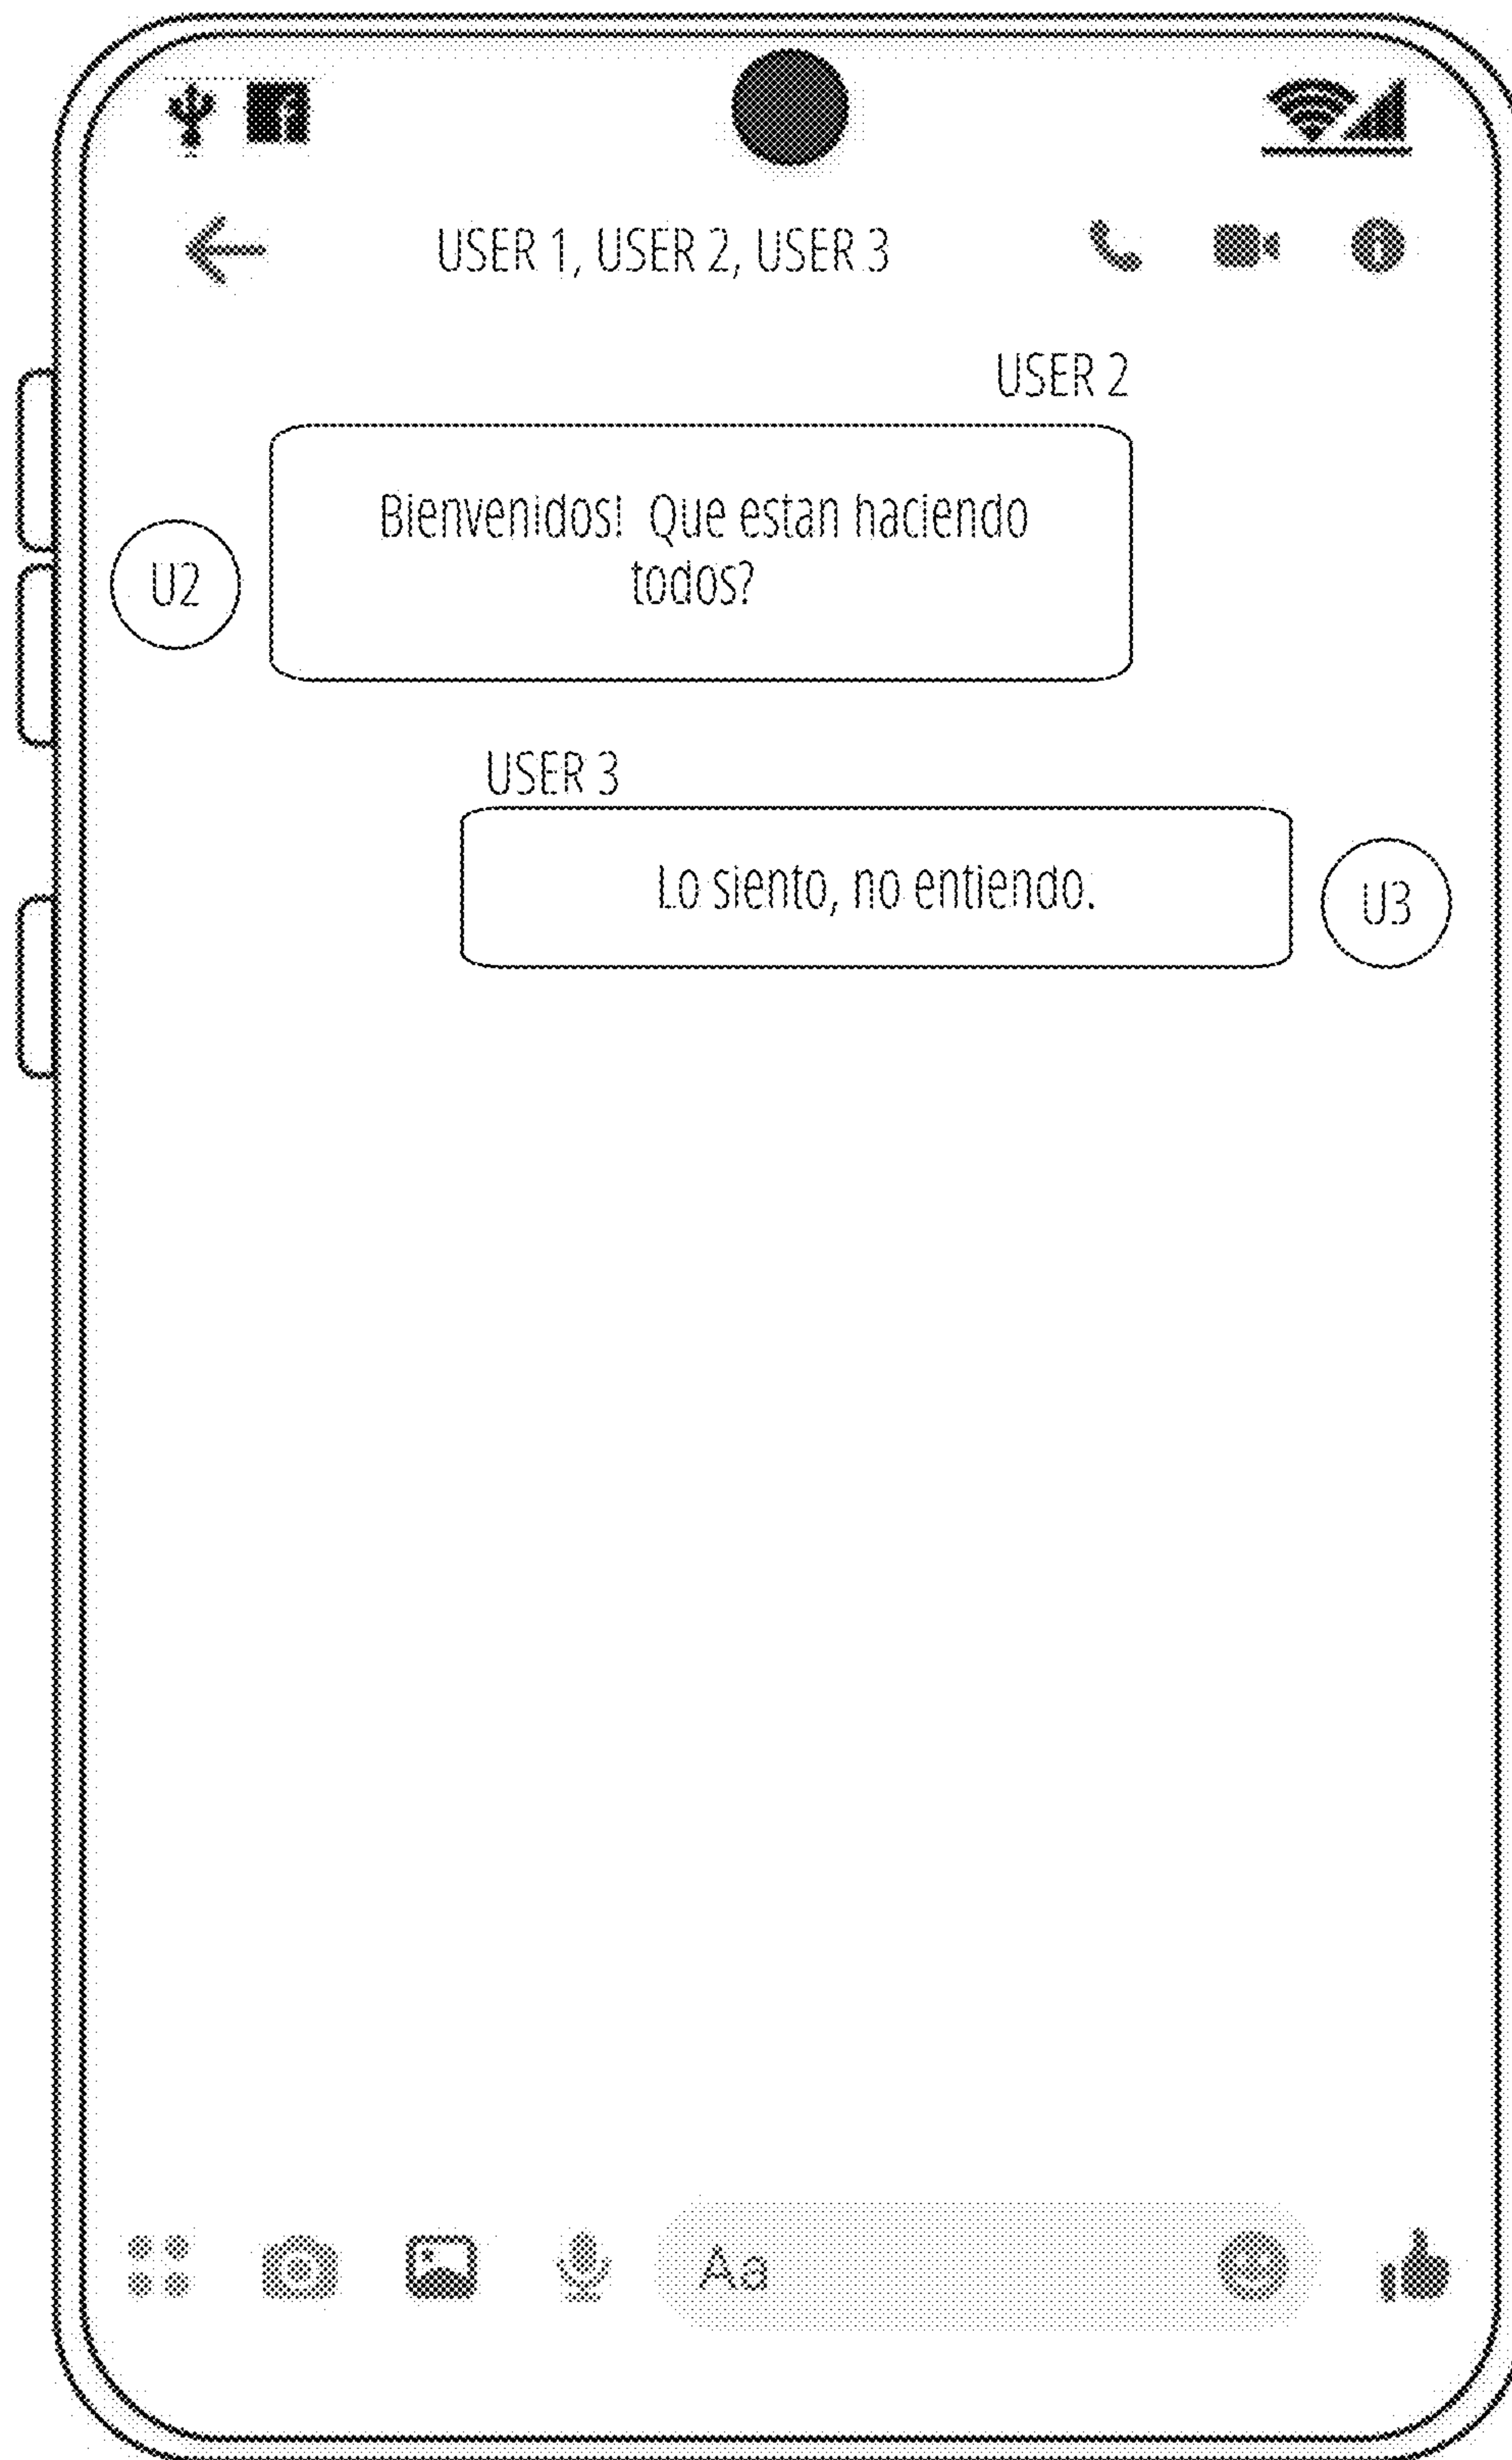 USER 1, USER 2, USER 3
USER 2
Bienvenidos! Que estan haciendo
todos?
U2
USER 3
Lo siento, no entiendo.
U3
Aa